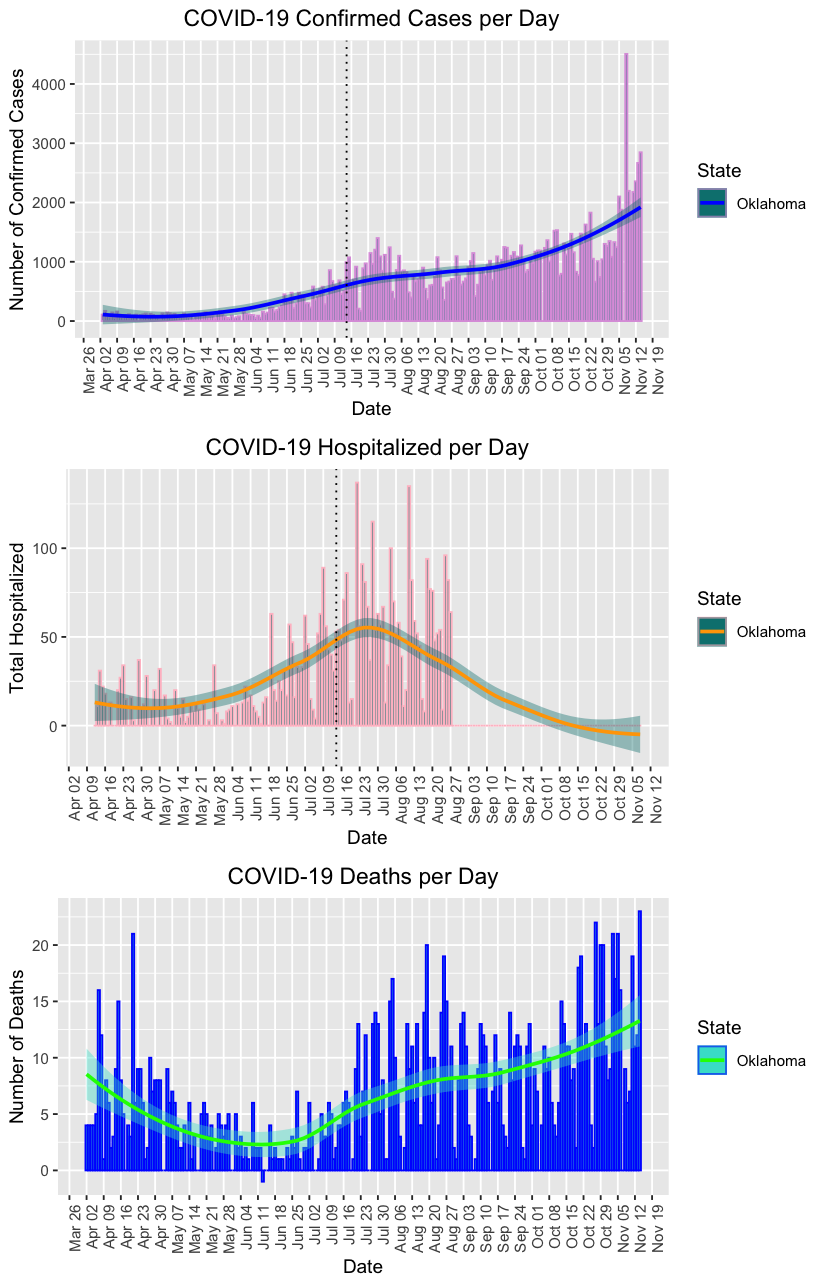 COVID-19 Confirmed Cases per Day
Number of Confirmed Cases
4000
3000
2000
1000
0
Mar 26
Apr 02
Apr 09
Apr 16
Apr 23
Apr 30
May 07
May 14
May 21
May 28
Jun 04
Jun 11
Jun 18
Jun 25
Jul 02
Jul 09
Jul 16
Jul 23
Jul 30
Aug 06
Aug 13
Aug 20
Aug 27
Sep 03
Sep 10
Sep 17
Sep 24
Oct 01
Oct 08
Oct 15
Oct 22
Oct 29
Nov 05
Nov 12
Nov 19
Date
State
Oklahoma
COVID-19 Hospitalized per Day
Total Hospitalized
100
50
0
Apr 02
Apr 09
Apr 16
Apr 23
Apr 30
May 07
May 14
May 21
May 28
Jun 04
Jun 11
Jun 18
Jun 25
Jul 02
Jul 09
Jul 16
Jul 23
Jul 30
Aug 06
Aug 13
Aug 20
Aug 27
Sep 03
Sep 10
Sep 17
Sep 24
Oct 01
Oct 08
Oct 15
Oct 22
Oct 29
Nov 05
Nov 12
Date
State
Oklahoma
COVID-19 Deaths per Day
Number of Deaths
20
15
10
5
0
Mar 26
Apr 02
Apr 09
Apr 16
Apr 23
Apr 30
May 07
May 14
May 21
May 28
Jun 04
Jun 11
Jun 18
Jun 25
Jul 02
Jul 09
Jul 16
Jul 23
Jul 30
Aug 06
Aug 13
Aug 20
Aug 27
Sep 03
Sep 10
Sep 17
Sep 24
Oct 01
Oct 08
Oct 15
Oct 22
Oct 29
Nov 05
Nov 12
Nov 19
Date
State
Oklahoma